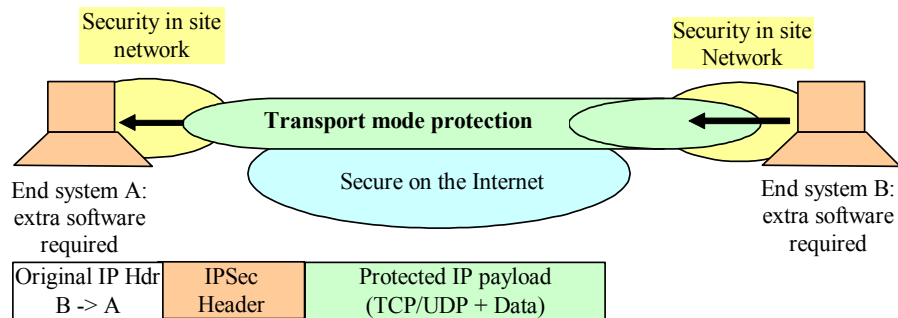 Security in site
network
Security in site
Network
Transport mode protection
Secure on the Internet
End system A:
extra software
required
End system B:
extra software
required
Original IP Hdr
B -> A
IPSec
Header
Protected IP payload
(TCP/UDP + Data)